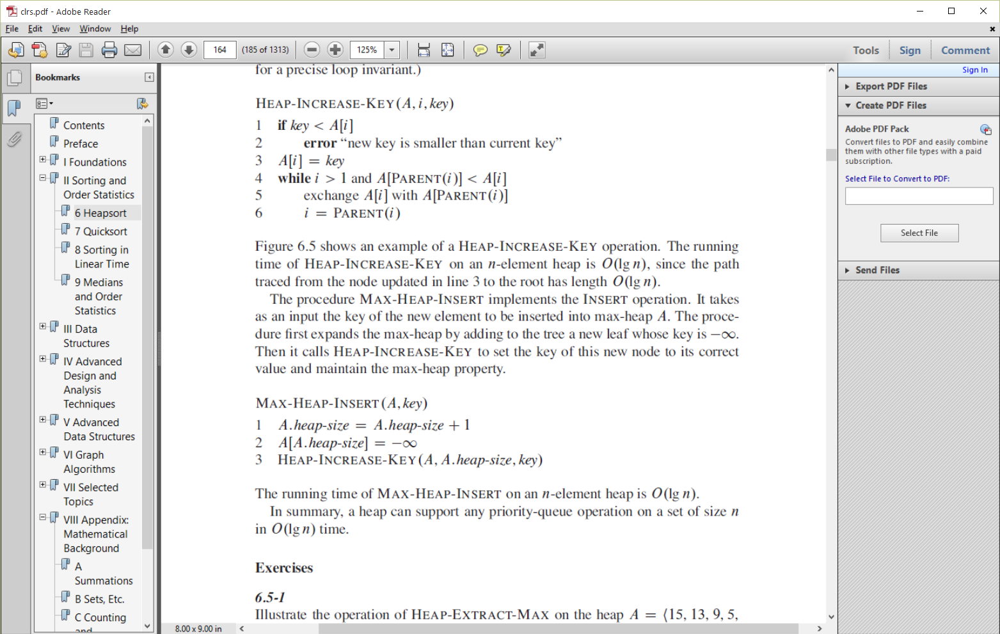 clrs.pdf - Adobe Reader
File Edit View Window Help
164 (185 of 1313) 125% Tools Sign Comment
Bookmarks
Contents
Preface
I Foundations
II Sorting and
Order Statistics
6 Heapsort
7 Quicksort
8 Sorting in
Linear Time
9 Medians
and Order
Statistics
III Data
Structures
IV Advanced
Design and
Analysis
Techniques
V Advanced
Data Structures
VI Graph
Algorithms
VII Selected
Topics
VIII Appendix:
Mathematical
Background
A
Summations
B Sets, Etc.
C Counting
and
for a precise loop invariant.)
HEAP-INCREASE-KEY(A, i, key)
1 if key < A[i]
2 error “new key is smaller than current key”
3 A[i] = key
4 while i > 1 and A[PARENT(i)] < A[i]
5 exchange A[i] with A[PARENT(i)]
6 i = PARENT(i)
Figure 6.5 shows an example of a HEAP-INCREASE-KEY operation. The running
time of HEAP-INCREASE-KEY on an n-element heap is O(lg n), since the path
traced from the node updated in line 3 to the root has length O(lg n).
The procedure MAX-HEAP-INSERT implements the INSERT operation. It takes
as an input the key of the new element to be inserted into max-heap A. The proce-
dure first expands the max-heap by adding to the tree a new leaf whose key is −∞.
Then it calls HEAP-INCREASE-KEY to set the key of this new node to its correct
value and maintain the max-heap property.
MAX-HEAP-INSERT(A, key)
1 A.heap-size = A.heap-size + 1
2 A[A.heap-size] = −∞
3 HEAP-INCREASE-KEY(A, A.heap-size, key)
The running time of MAX-HEAP-INSERT on an n-element heap is O(lg n).
In summary, a heap can support any priority-queue operation on a set of size n
in O(lg n) time.
Exercises
6.5-1
Illustrate the operation of HEAP-EXTRACT-MAX on the heap A = ⟨15, 13, 9, 5,
8.00 x 9.00 in
Sign In
Export PDF Files
Create PDF Files
Adobe PDF Pack
Convert files to PDF and easily combine
them with other file types with a paid
subscription.
Select File to Convert to PDF:
Select File
Send Files